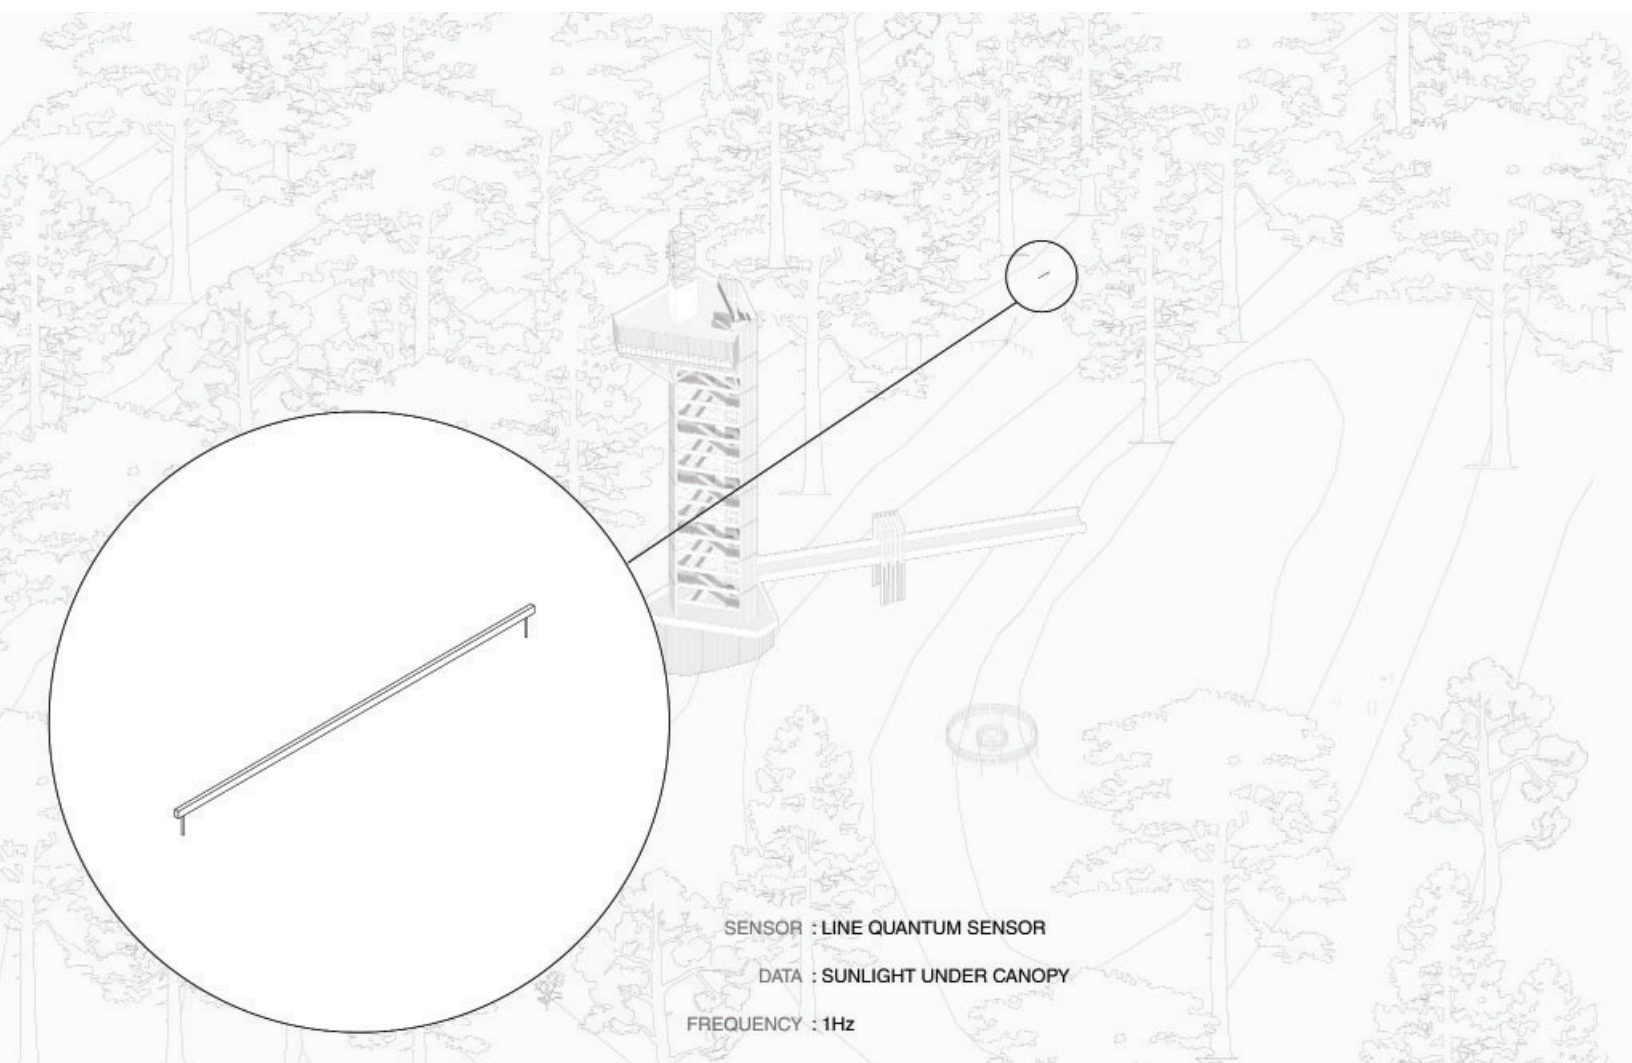 SENSOR : LINE QUANTUM SENSOR
DATA : SUNLIGHT UNDER CANOPY
FREQUENCY : 1Hz